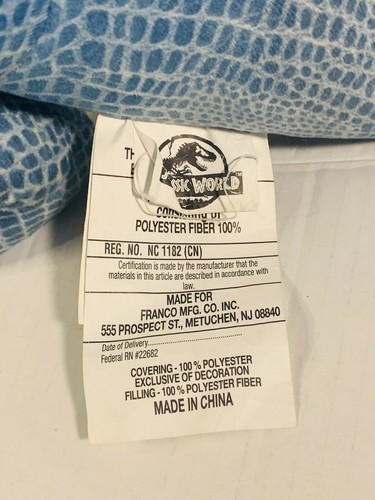 TH
SSIC WORLD™
consisting of
POLYESTER FIBER 100%
REG. NO. NC 1182 (CN)
Certification is made by the manufacturer that the
materials in this article are described in accordance with
law.
MADE FOR
FRANCO MFG. CO. INC.
555 PROSPECT ST., METUCHEN, NJ 08840
Date of Delivery
Federal RN #22682
COVERING - 100% POLYESTER
EXCLUSIVE OF DECORATION
FILLING - 100% POLYESTER FIBER
MADE IN CHINA